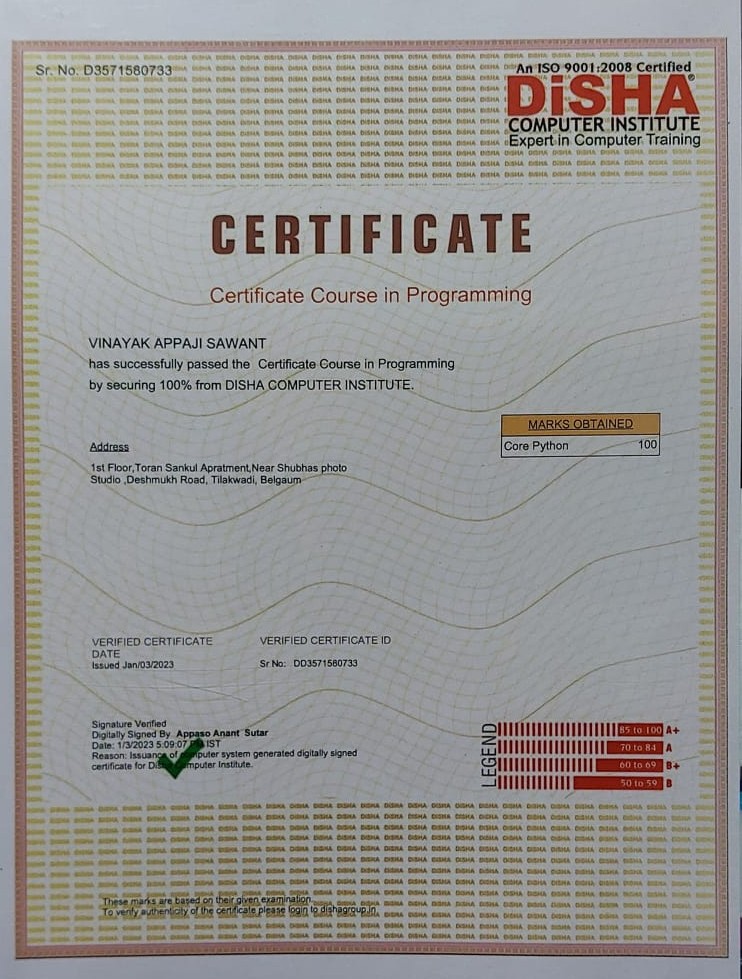 Sr. No. D3571580733
An ISO 9001:2008 Certified
DiSHA®
COMPUTER INSTITUTE
Expert in Computer Training
CERTIFICATE
Certificate Course in Programming
VINAYAK APPAJI SAWANT
has successfully passed the Certificate Course in Programming
by securing 100% from DISHA COMPUTER INSTITUTE.
MARKS OBTAINED
Core Python 100
Address
1st Floor,Toran Sankul Apratment,Near Shubhas photo
Studio ,Deshmukh Road, Tilakwadi, Belgaum
VERIFIED CERTIFICATE
DATE
Issued Jan/03/2023
VERIFIED CERTIFICATE ID
Sr No: DD3571580733
Signature Verified
Digitally Signed By Appaso Anant Sutar
Date: 1/3/2023 5:09:07 IST
Reason: Issuance of computer system generated digitally signed
certificate for Computer Institute.
LEGEND
85 to 100 A+
70 to 84 A
60 to 69 B+
50 to 59 B
These marks are based on their given examination.
To verify authenticity of the certificate please login to dishagroup.in